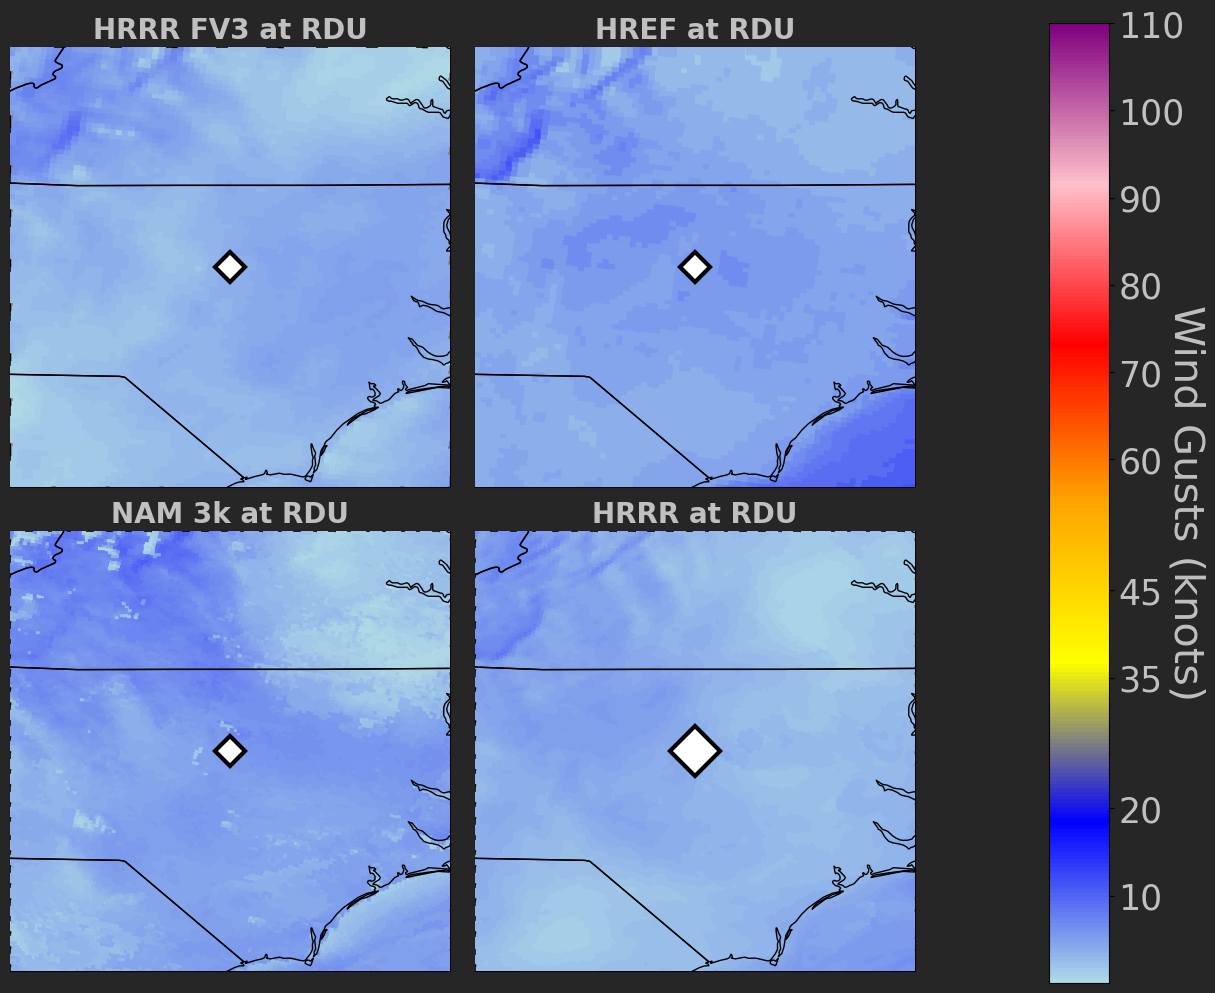 HRRR FV3 at RDU
HREF at RDU
NAM 3k at RDU
HRRR at RDU
110
100
90
80
70
60
45
35
20
10
Wind Gusts (knots)